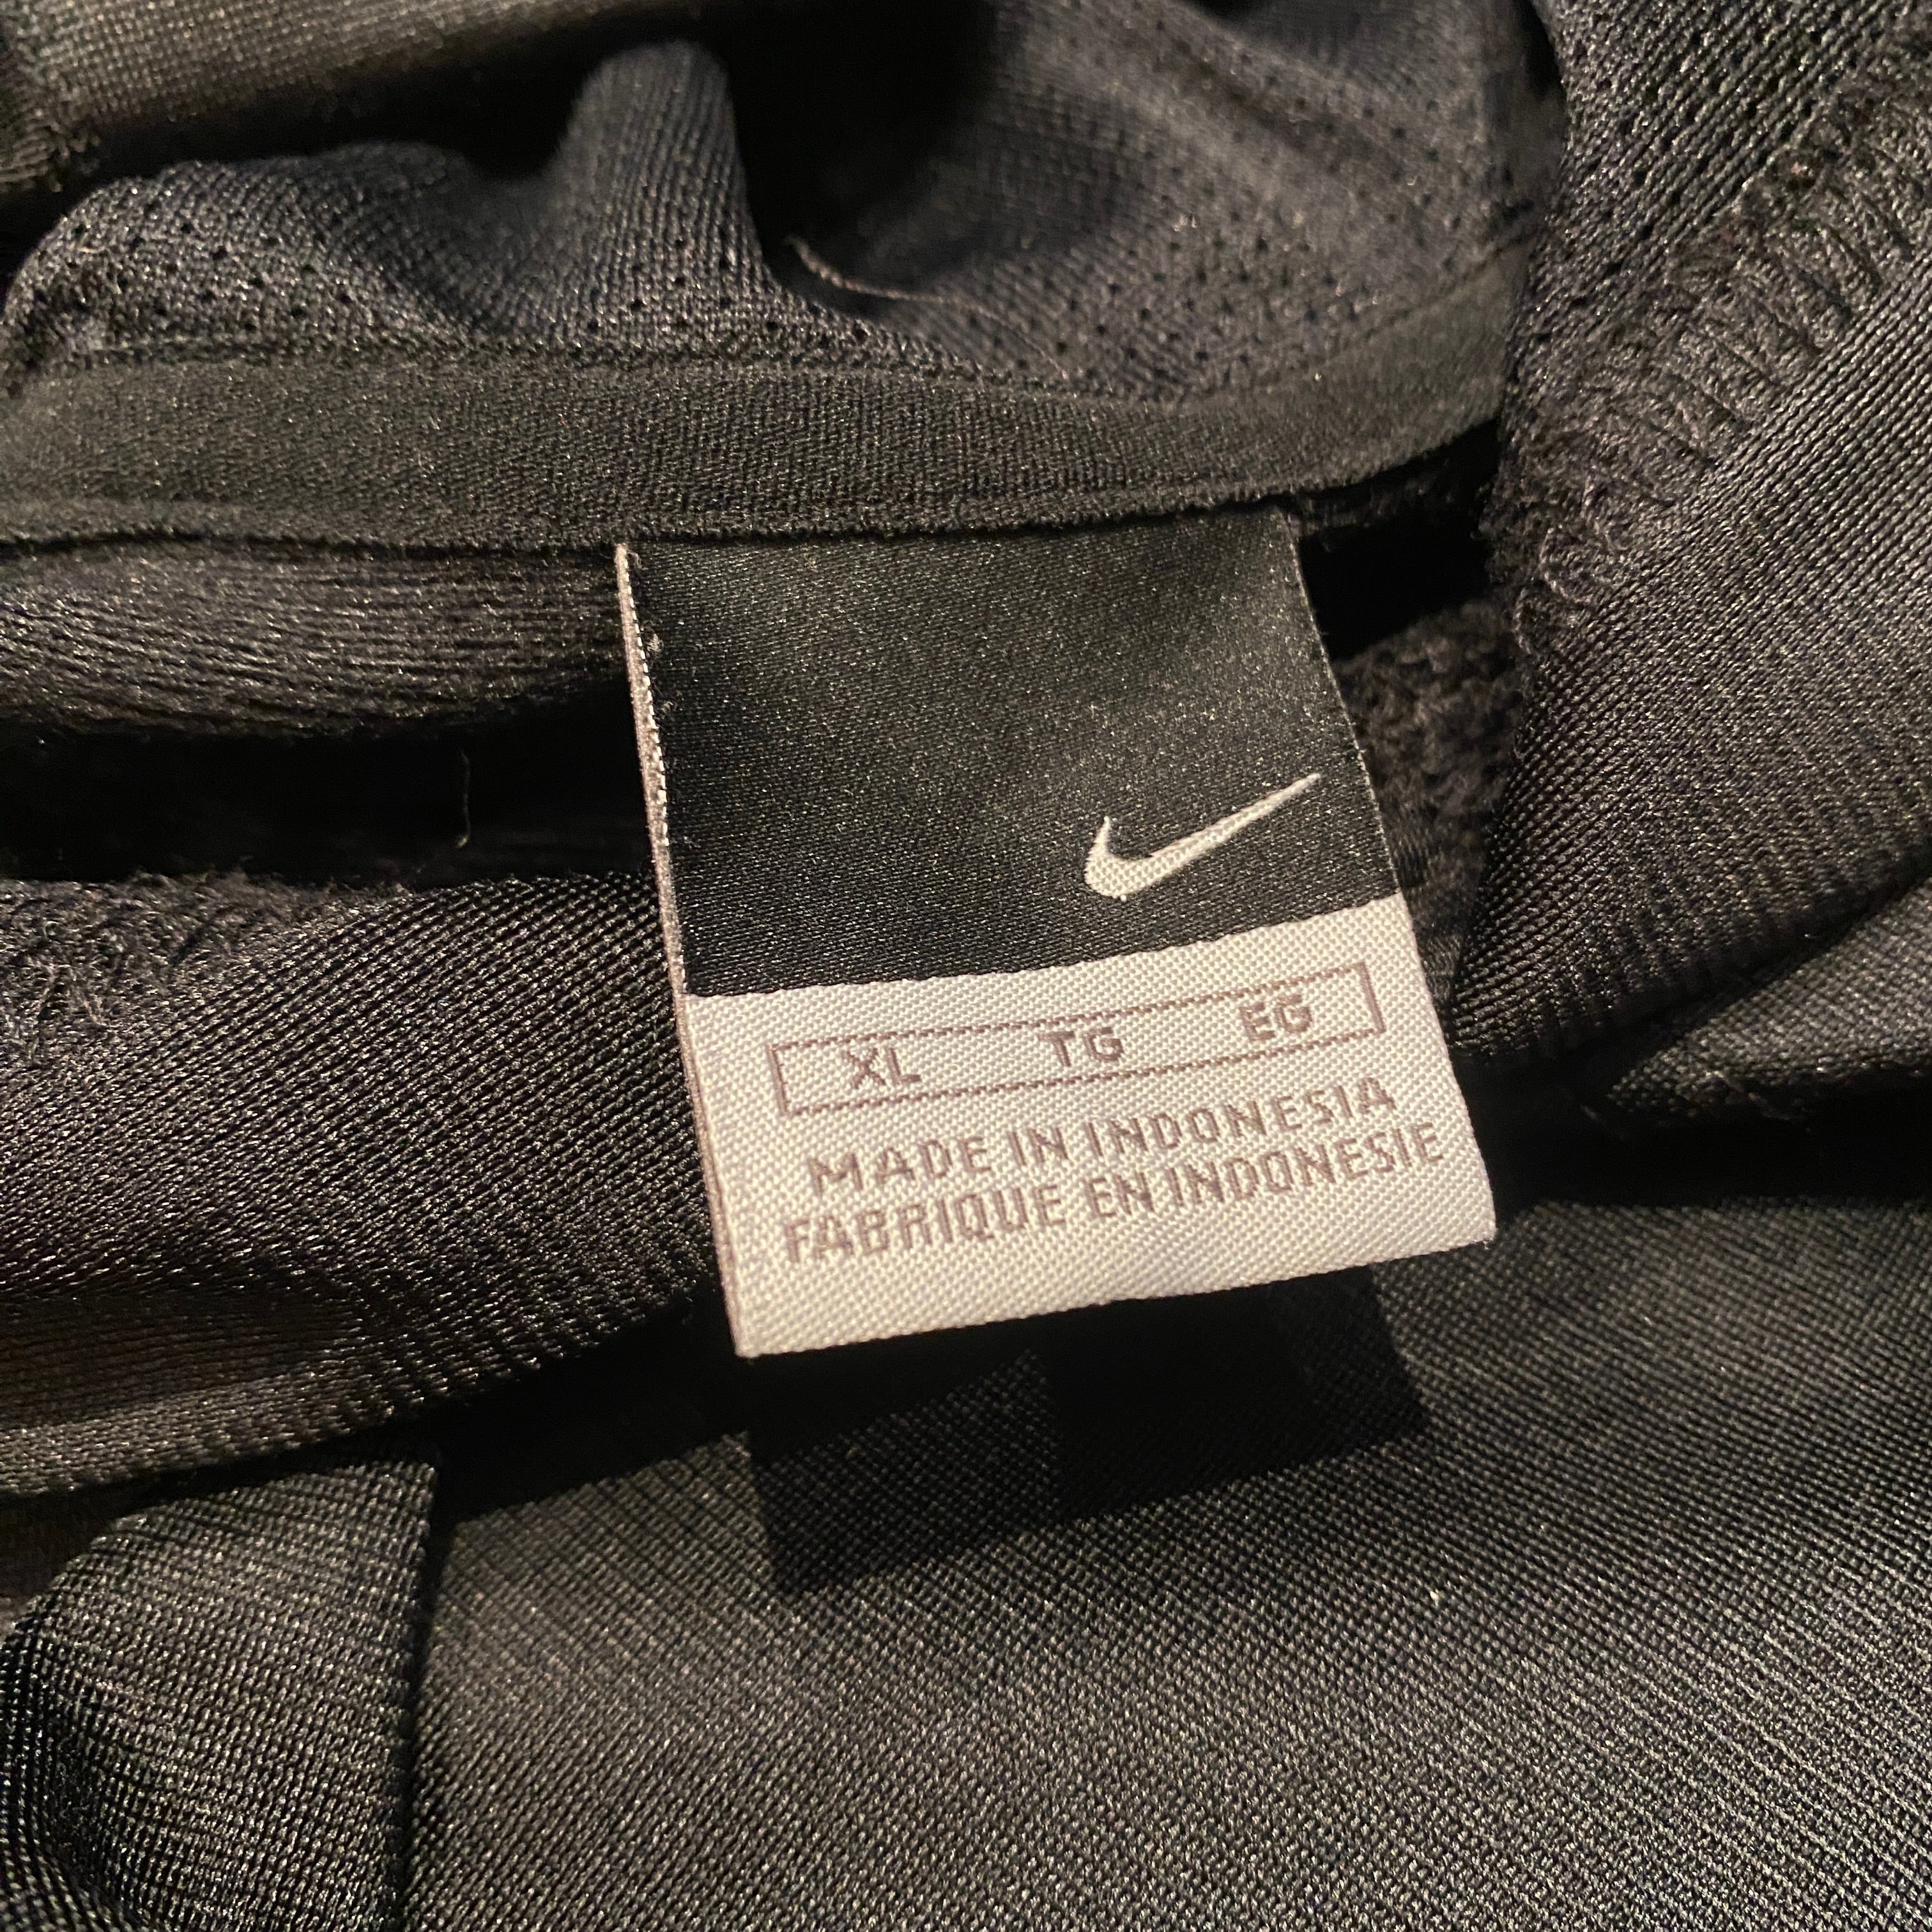 XL TG EG
MADE IN INDONESIA
FABRIQUE EN INDONESIE